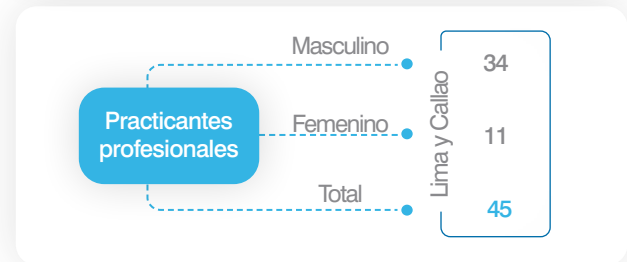 Practicantes
profesionales
Masculino
Femenino
Total
Lima y Callao
34
11
45